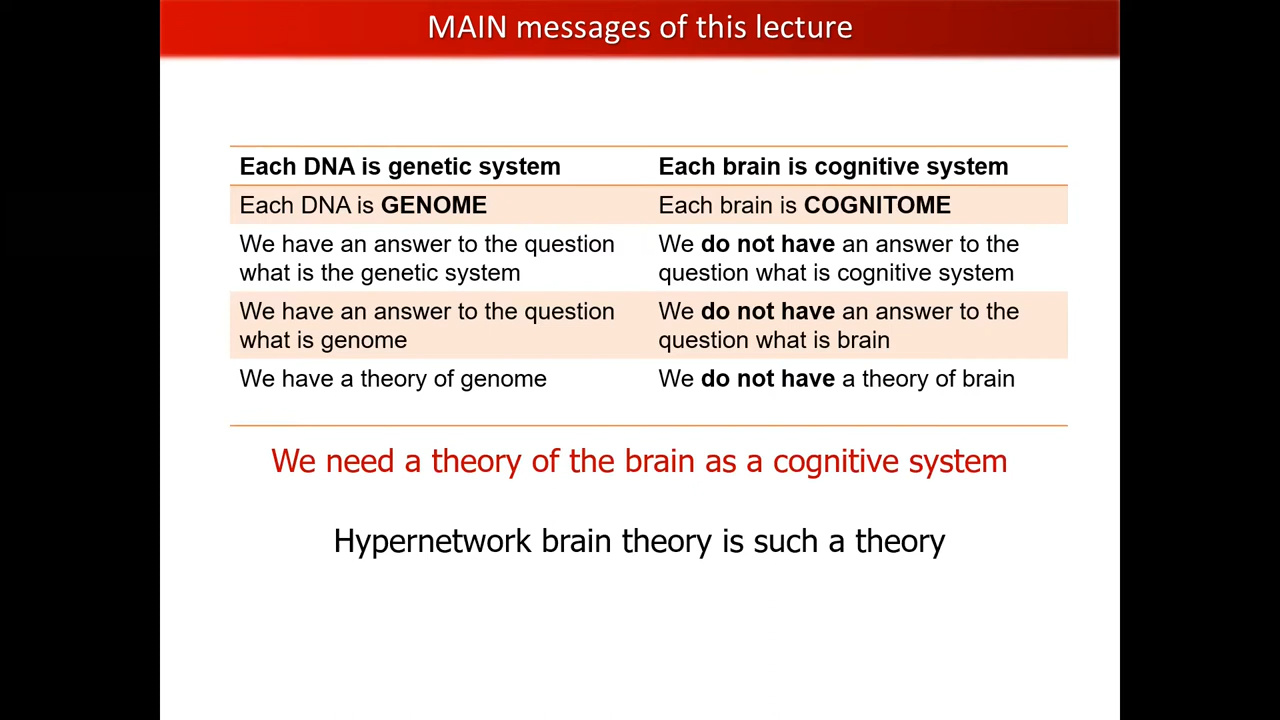 MAIN messages of this lecture
Each DNA is genetic system
Each brain is cognitive system
Each DNA is GENOME
Each brain is COGNITOME
We have an answer to the question
what is the genetic system
We do not have an answer to the
question what is cognitive system
We have an answer to the question
what is genome
We do not have an answer to the
question what is brain
We have a theory of genome
We do not have a theory of brain
We need a theory of the brain as a cognitive system
Hypernetwork brain theory is such a theory